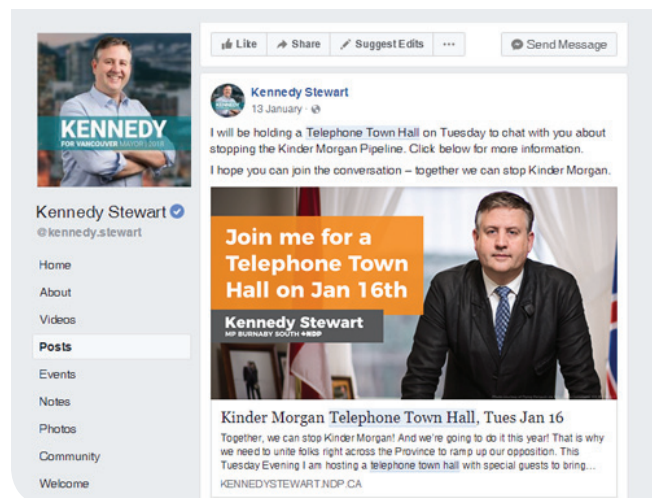 KENNEDY
FOR VANCOUVER MAYOR | 2018
Kennedy Stewart
@kennedy.stewart
Home
About
Videos
Posts
Events
Notes
Photos
Community
Welcome
Like Share Suggest Edits ··· Send Message
Kennedy Stewart
13 January ·
I will be holding a Telephone Town Hall on Tuesday to chat with you about
stopping the Kinder Morgan Pipeline. Click below for more information.
I hope you can join the conversation – together we can stop Kinder Morgan.
Join me for a
Telephone Town
Hall on Jan 16th
Kennedy Stewart
MP BURNABY SOUTH NDP
Kinder Morgan Telephone Town Hall, Tues Jan 16
Together, we can stop Kinder Morgan! And we're going to do it this year! That is why
we need to unite folks right across the Province to ramp up our opposition. This
Tuesday Evening I am hosting a telephone town hall with special guests to bring...
KENNEDYSTEWART.NDP.CA